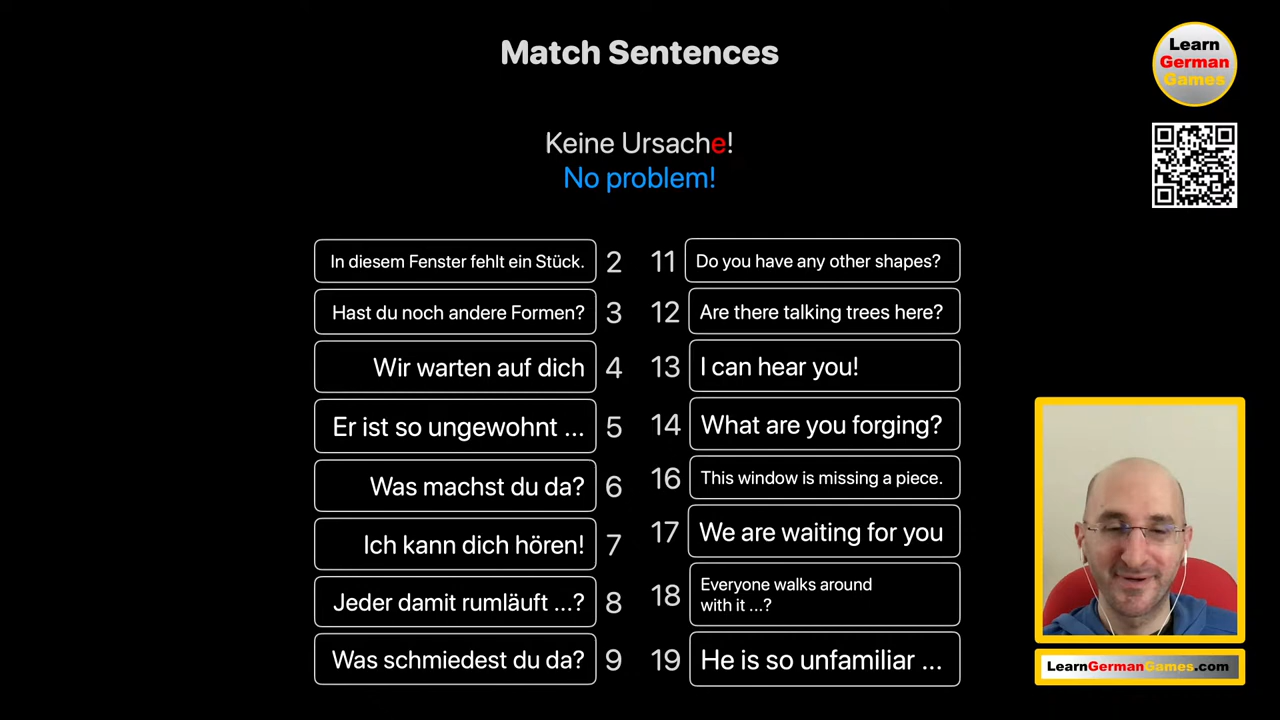 Match Sentences
Learn
German
Games
Keine Ursache!
No problem!
In diesem Fenster fehlt ein Stück. 2
11 Do you have any other shapes?
Hast du noch andere Formen? 3
12 Are there talking trees here?
Wir warten auf dich 4
13 I can hear you!
Er ist so ungewohnt ... 5
14 What are you forging?
Was machst du da? 6
16 This window is missing a piece.
Ich kann dich hören! 7
17 We are waiting for you
Jeder damit rumläuft ...? 8
18 Everyone walks around
with it ...?
Was schmiedest du da? 9
19 He is so unfamiliar ...
LearnGermanGames.com